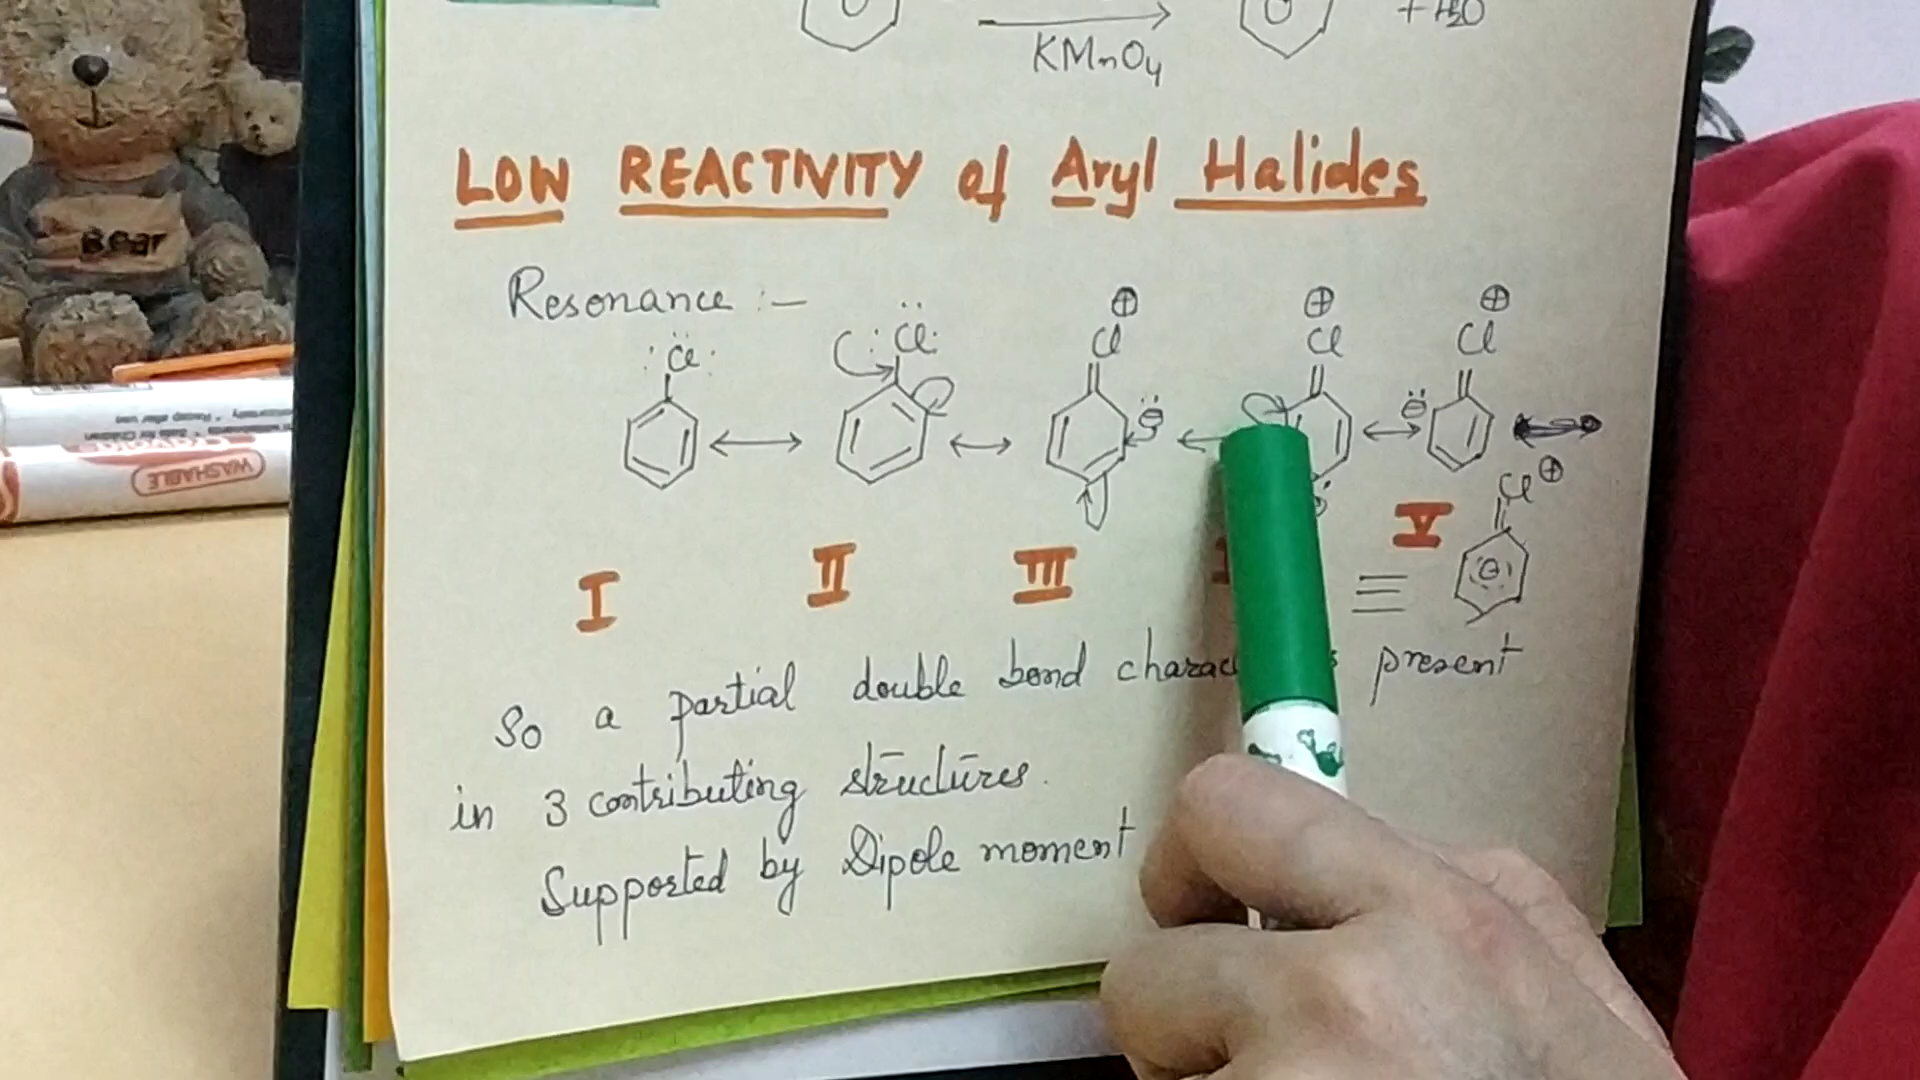 + H2O
KMnO4
LOW REACTIVITY of Aryl Halides
Resonance :-
:Cl: :Cl: Cl ⊕ Cl ⊕ Cl ⊕
Cl ⊕
I II III V
≡
So a partial double bond present
in 3 contributing structures.
Supported by Dipole moment
Bear
WASHABLE